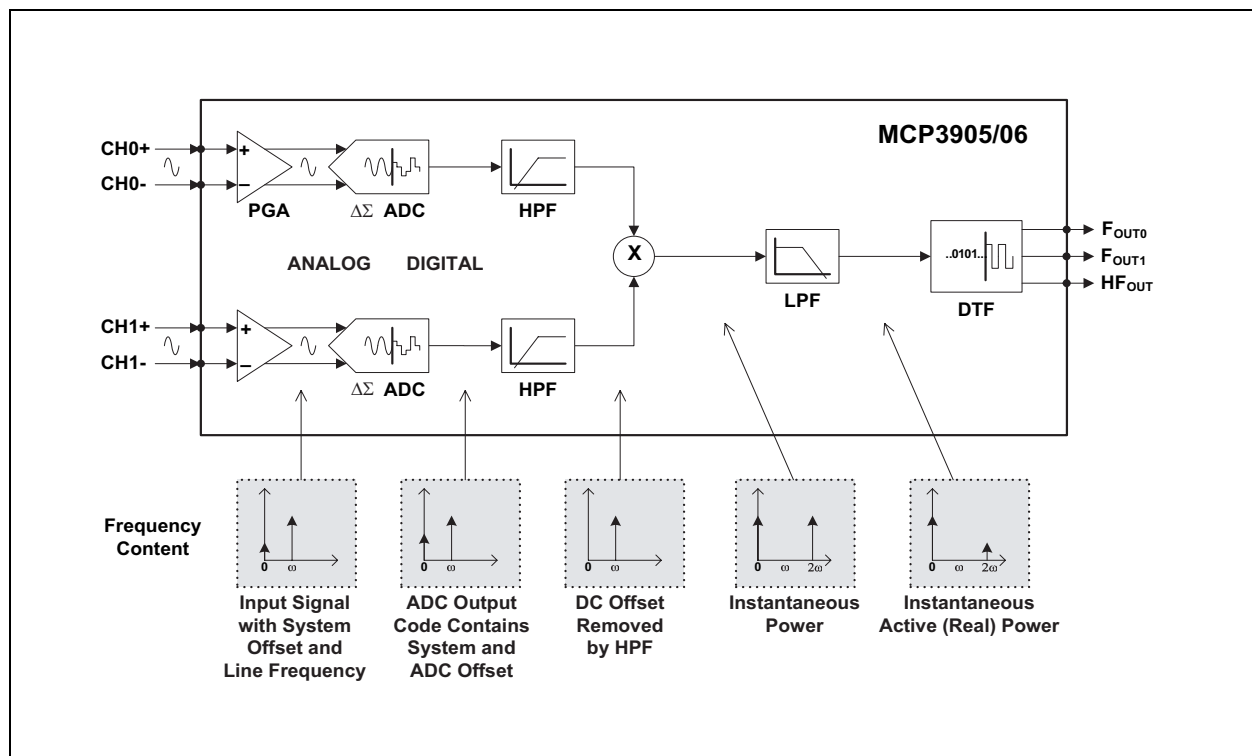 MCP3905/06
CH0+
CH0-
+
–
PGA
ΔΣ ADC
HPF
ANALOG DIGITAL
X
LPF
..0101...
DTF
FOUT0
FOUT1
HFOUT
CH1+
CH1-
+
–
ΔΣ ADC
HPF
Frequency
Content
0 ω
Input Signal
with System
Offset and
Line Frequency
0 ω
ADC Output
Code Contains
System and
ADC Offset
0 ω
DC Offset
Removed
by HPF
0 ω 2ω
Instantaneous
Power
0 ω 2ω
Instantaneous
Active (Real) Power